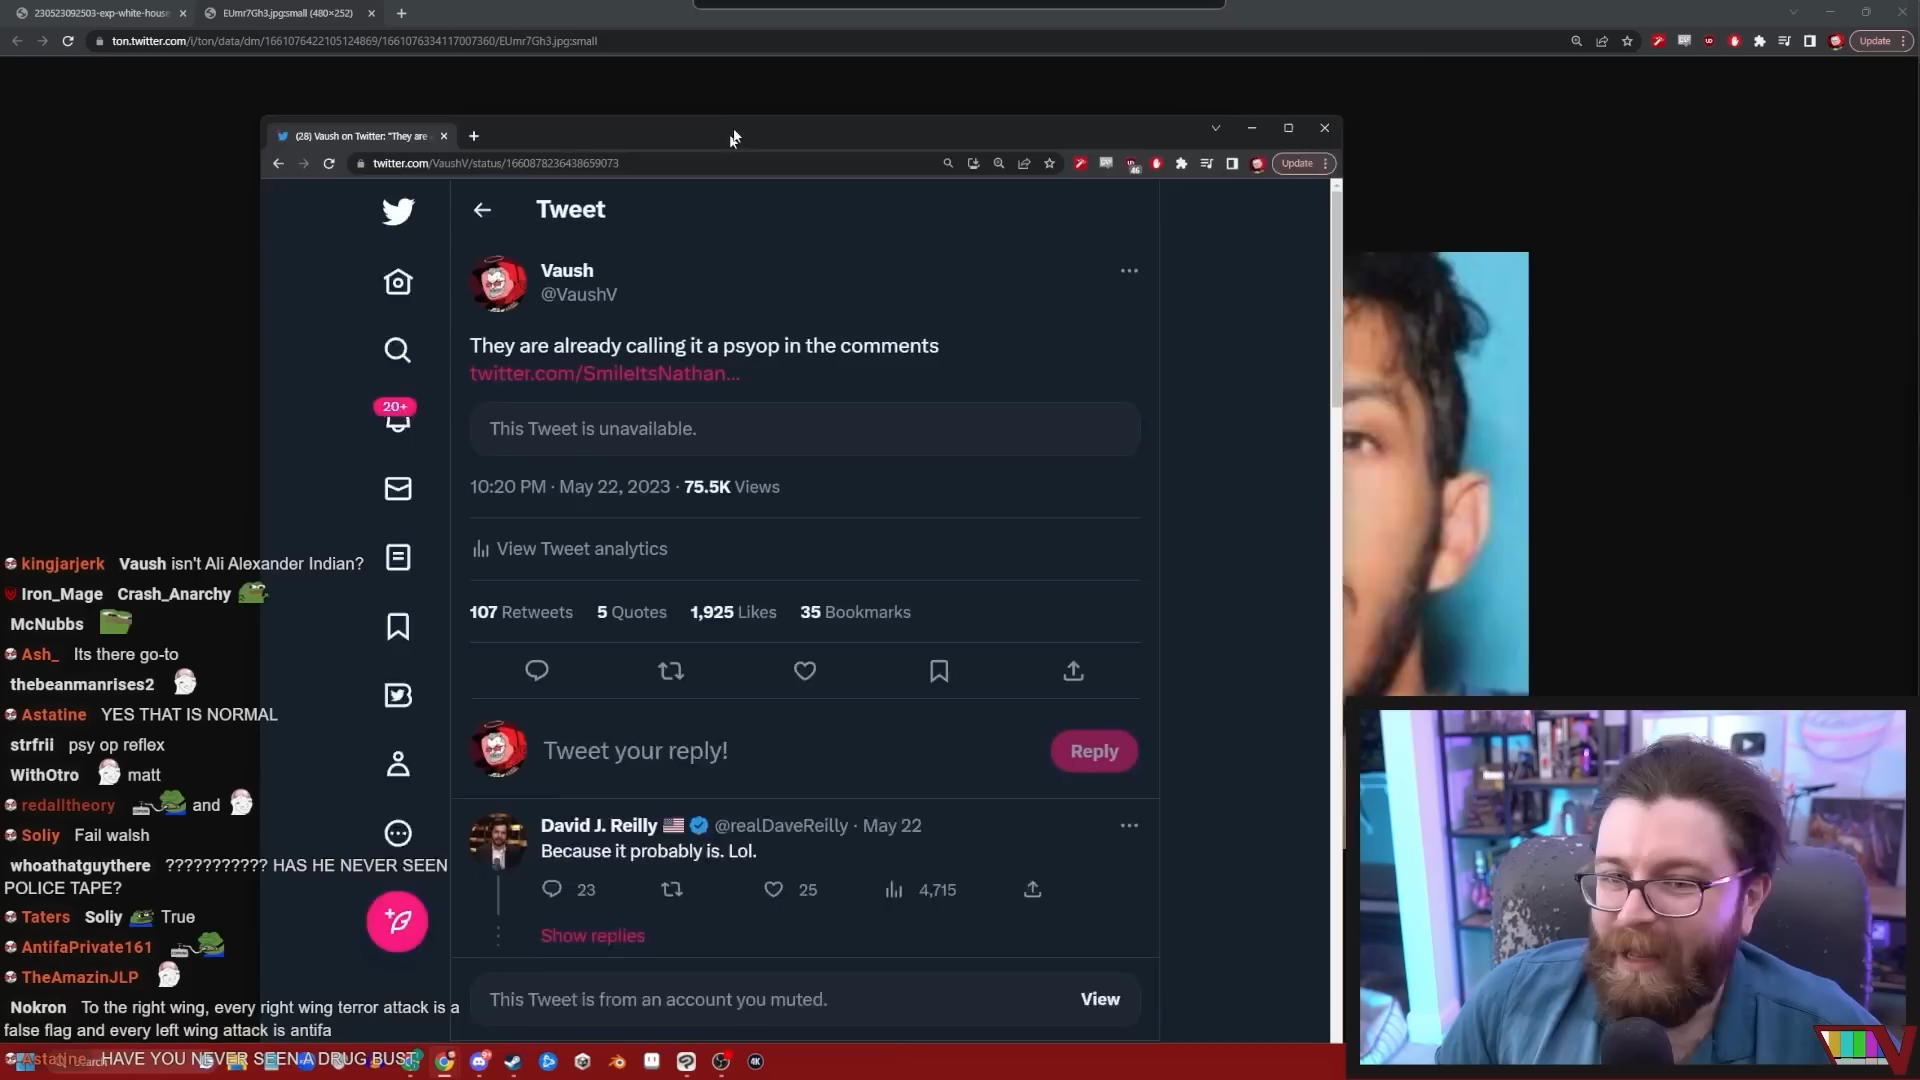 230523092503-exp-white-house
EUmr7Gh3.jpg:small (480×252)
ton.twitter.com/i/ton/data/dm/1661076422105124869/1661076334117007360/EUmr7Gh3.jpg:small
Update
(28) Vaush on Twitter: "They are
twitter.com/VaushV/status/1660878236438659073
46
Update
Tweet
Vaush
@VaushV
They are already calling it a psyop in the comments
twitter.com/SmileItsNathan...
This Tweet is unavailable.
20+
10:20 PM · May 22, 2023 · 75.5K Views
View Tweet analytics
107 Retweets 5 Quotes 1,925 Likes 35 Bookmarks
Tweet your reply!
Reply
David J. Reilly @realDaveReilly · May 22
Because it probably is. Lol.
23 25 4,715
Show replies
This Tweet is from an account you muted.
View
kingjarjerk Vaush isn't Ali Alexander Indian?
Iron_Mage Crash_Anarchy
McNubbs
Ash_ Its there go-to
thebeanmanrises2
Astatine YES THAT IS NORMAL
strfrii psy op reflex
WithOtro matt
redalltheory and
Soliy Fail walsh
whoathatguythere ??????????? HAS HE NEVER SEEN
POLICE TAPE?
Taters Soliy True
AntifaPrivate161
TheAmazinJLP
Nokron To the right wing, every right wing terror attack is a
false flag and every left wing attack is antifa
Astatine HAVE YOU NEVER SEEN A DRUG BUST
Search
4K